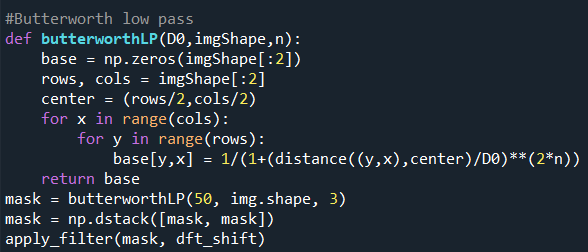 #Butterworth low pass
def butterworthLP(D0,imgShape,n):
    base = np.zeros(imgShape[:2])
    rows, cols = imgShape[:2]
    center = (rows/2,cols/2)
    for x in range(cols):
        for y in range(rows):
            base[y,x] = 1/(1+(distance((y,x),center)/D0)**(2*n))
    return base
mask = butterworthLP(50, img.shape, 3)
mask = np.dstack([mask, mask])
apply_filter(mask, dft_shift)